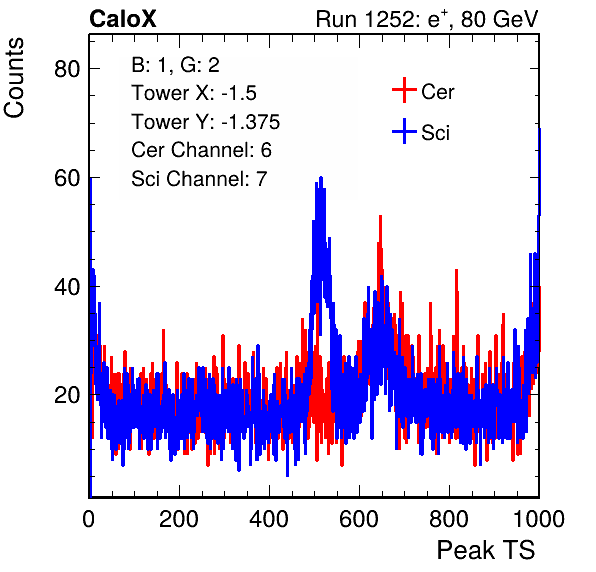 CaloX Run 1252: e+, 80 GeV
Counts
80
60
40
20
B: 1, G: 2
Tower X: -1.5
Tower Y: -1.375
Cer Channel: 6
Sci Channel: 7
Cer
Sci
0 200 400 600 800 1000
Peak TS